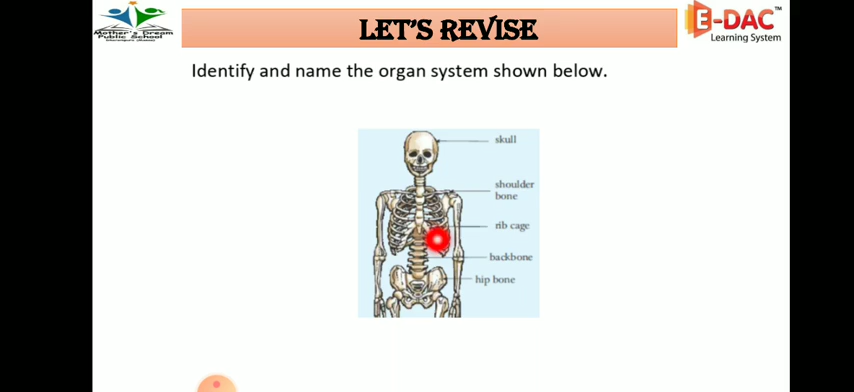 LET'S REVISE
Mother's Dream
Public School
E-DAC™
Learning System
Identify and name the organ system shown below.
skull
shoulder
bone
rib cage
backbone
hip bone